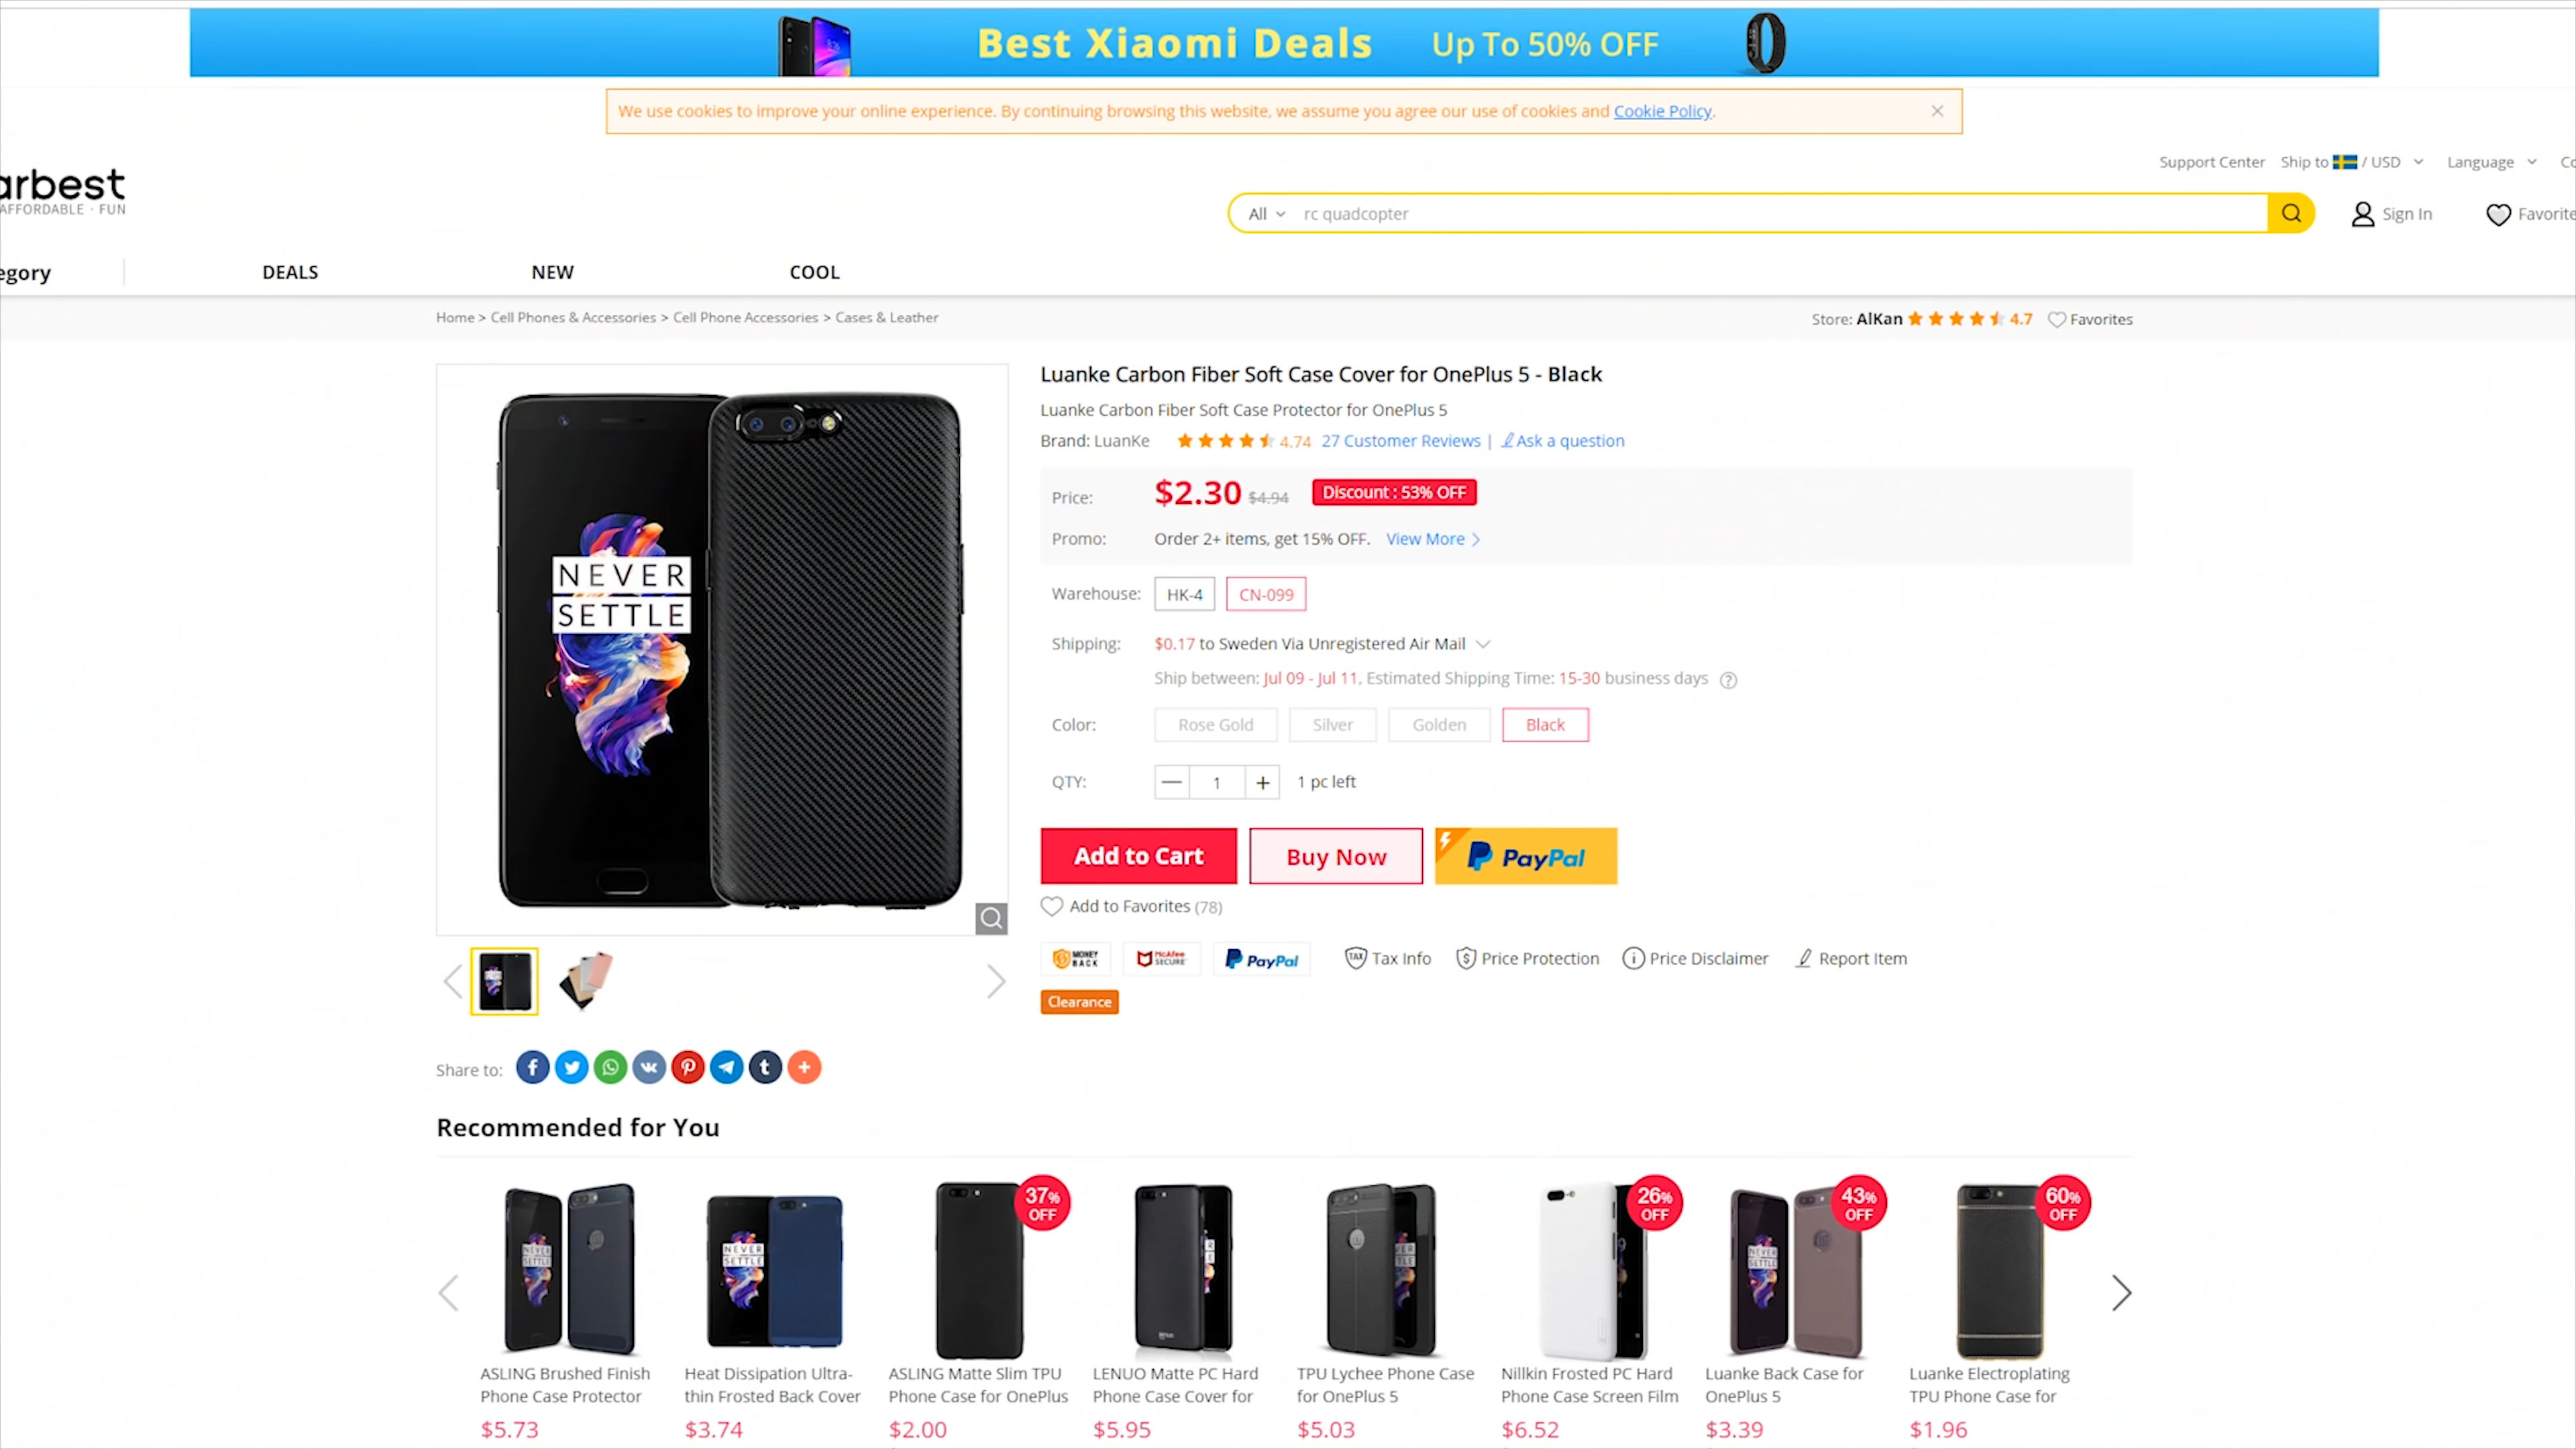 Best Xiaomi Deals Up To 50% OFF
We use cookies to improve your online experience. By continuing browsing this website, we assume you agree our use of cookies and Cookie Policy.
Support Center Ship to / USD Language
arbest
AFFORDABLE · FUN
All rc quadcopter
Sign In
Favorite
egory
DEALS
NEW
COOL
Home > Cell Phones & Accessories > Cell Phone Accessories > Cases & Leather
Store: AlKan 4.7 Favorites
NEVER
SETTLE
Luanke Carbon Fiber Soft Case Cover for OnePlus 5 - Black
Luanke Carbon Fiber Soft Case Protector for OnePlus 5
Brand: LuanKe 4.74 27 Customer Reviews | Ask a question
Price: $2.30 $4.94 Discount : 53% OFF
Promo: Order 2+ items, get 15% OFF. View More
Warehouse: HK-4 CN-099
Shipping: $0.17 to Sweden Via Unregistered Air Mail
Ship between: Jul 09 - Jul 11, Estimated Shipping Time: 15-30 business days ?
Color: Rose Gold Silver Golden Black
QTY: — 1 + 1 pc left
Add to Cart Buy Now PayPal
Add to Favorites (78)
MONEY BACK McAfee SECURE PayPal TAX Tax Info Price Protection Price Disclaimer Report Item
Clearance
Share to:
Recommended for You
37% OFF
26% OFF
43% OFF
60% OFF
NEVER SETTLE
NEVER SETTLE
NEVER SETTLE
ASLING Brushed Finish
Phone Case Protector
$5.73
Heat Dissipation Ultra-
thin Frosted Back Cover
$3.74
ASLING Matte Slim TPU
Phone Case for OnePlus
$2.00
LENUO Matte PC Hard
Phone Case Cover for
$5.95
TPU Lychee Phone Case
for OnePlus 5
$5.03
Nillkin Frosted PC Hard
Phone Case Screen Film
$6.52
Luanke Back Case for
OnePlus 5
$3.39
Luanke Electroplating
TPU Phone Case for
$1.96